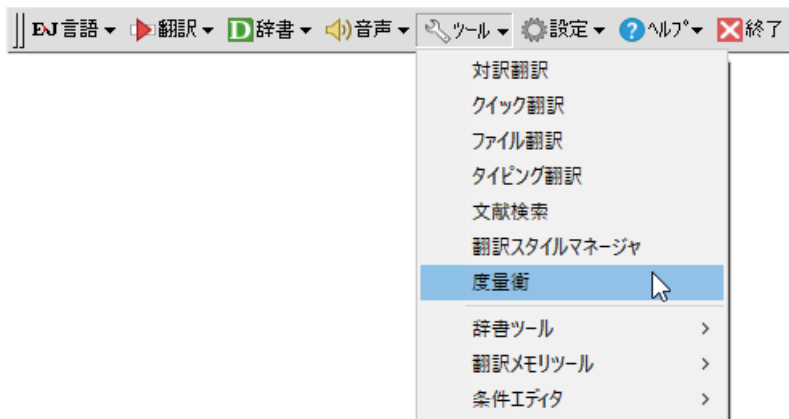 EJ言語 ▼ 翻訳 ▼ D辞書 ▼ 音声 ▼ ツール ▼ 設定 ▼ ?ヘルプ ▼ 終了
対訳翻訳
クイック翻訳
ファイル翻訳
タイピング翻訳
文献検索
翻訳スタイルマネージャ
度量衡
辞書ツール >
翻訳メモリツール >
条件エディタ >